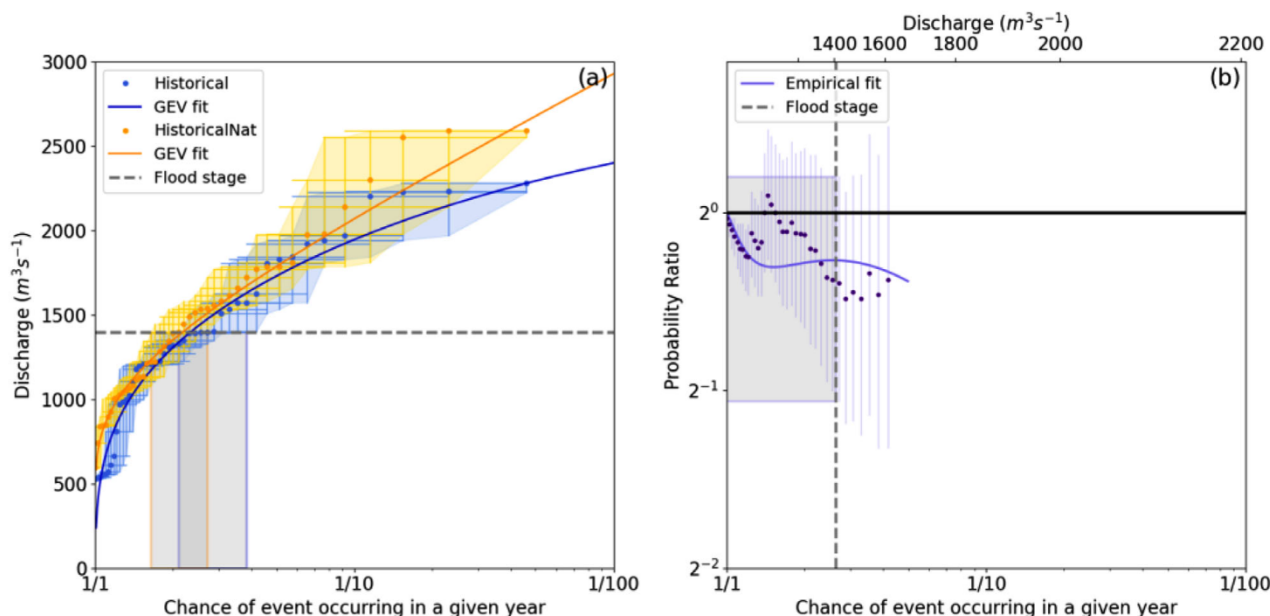 (a)
Historical
GEV fit
HistoricalNat
GEV fit
Flood stage
3000
2500
2000
1500
1000
500
0
Discharge (m³s⁻¹)
1/1 1/10 1/100
Chance of event occurring in a given year
Discharge (m³s⁻¹)
1400 1600 1800 2000 2200
(b)
Empirical fit
Flood stage
2⁰
2⁻¹
2⁻²
Probability Ratio
1/1 1/10 1/100
Chance of event occurring in a given year